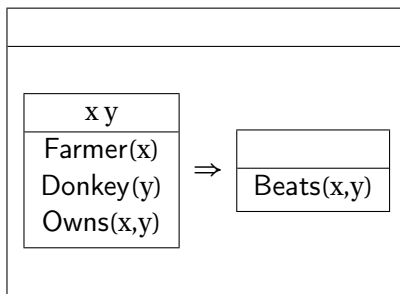 x y
Farmer(x)
Donkey(y)
Owns(x,y)
⇒
Beats(x,y)